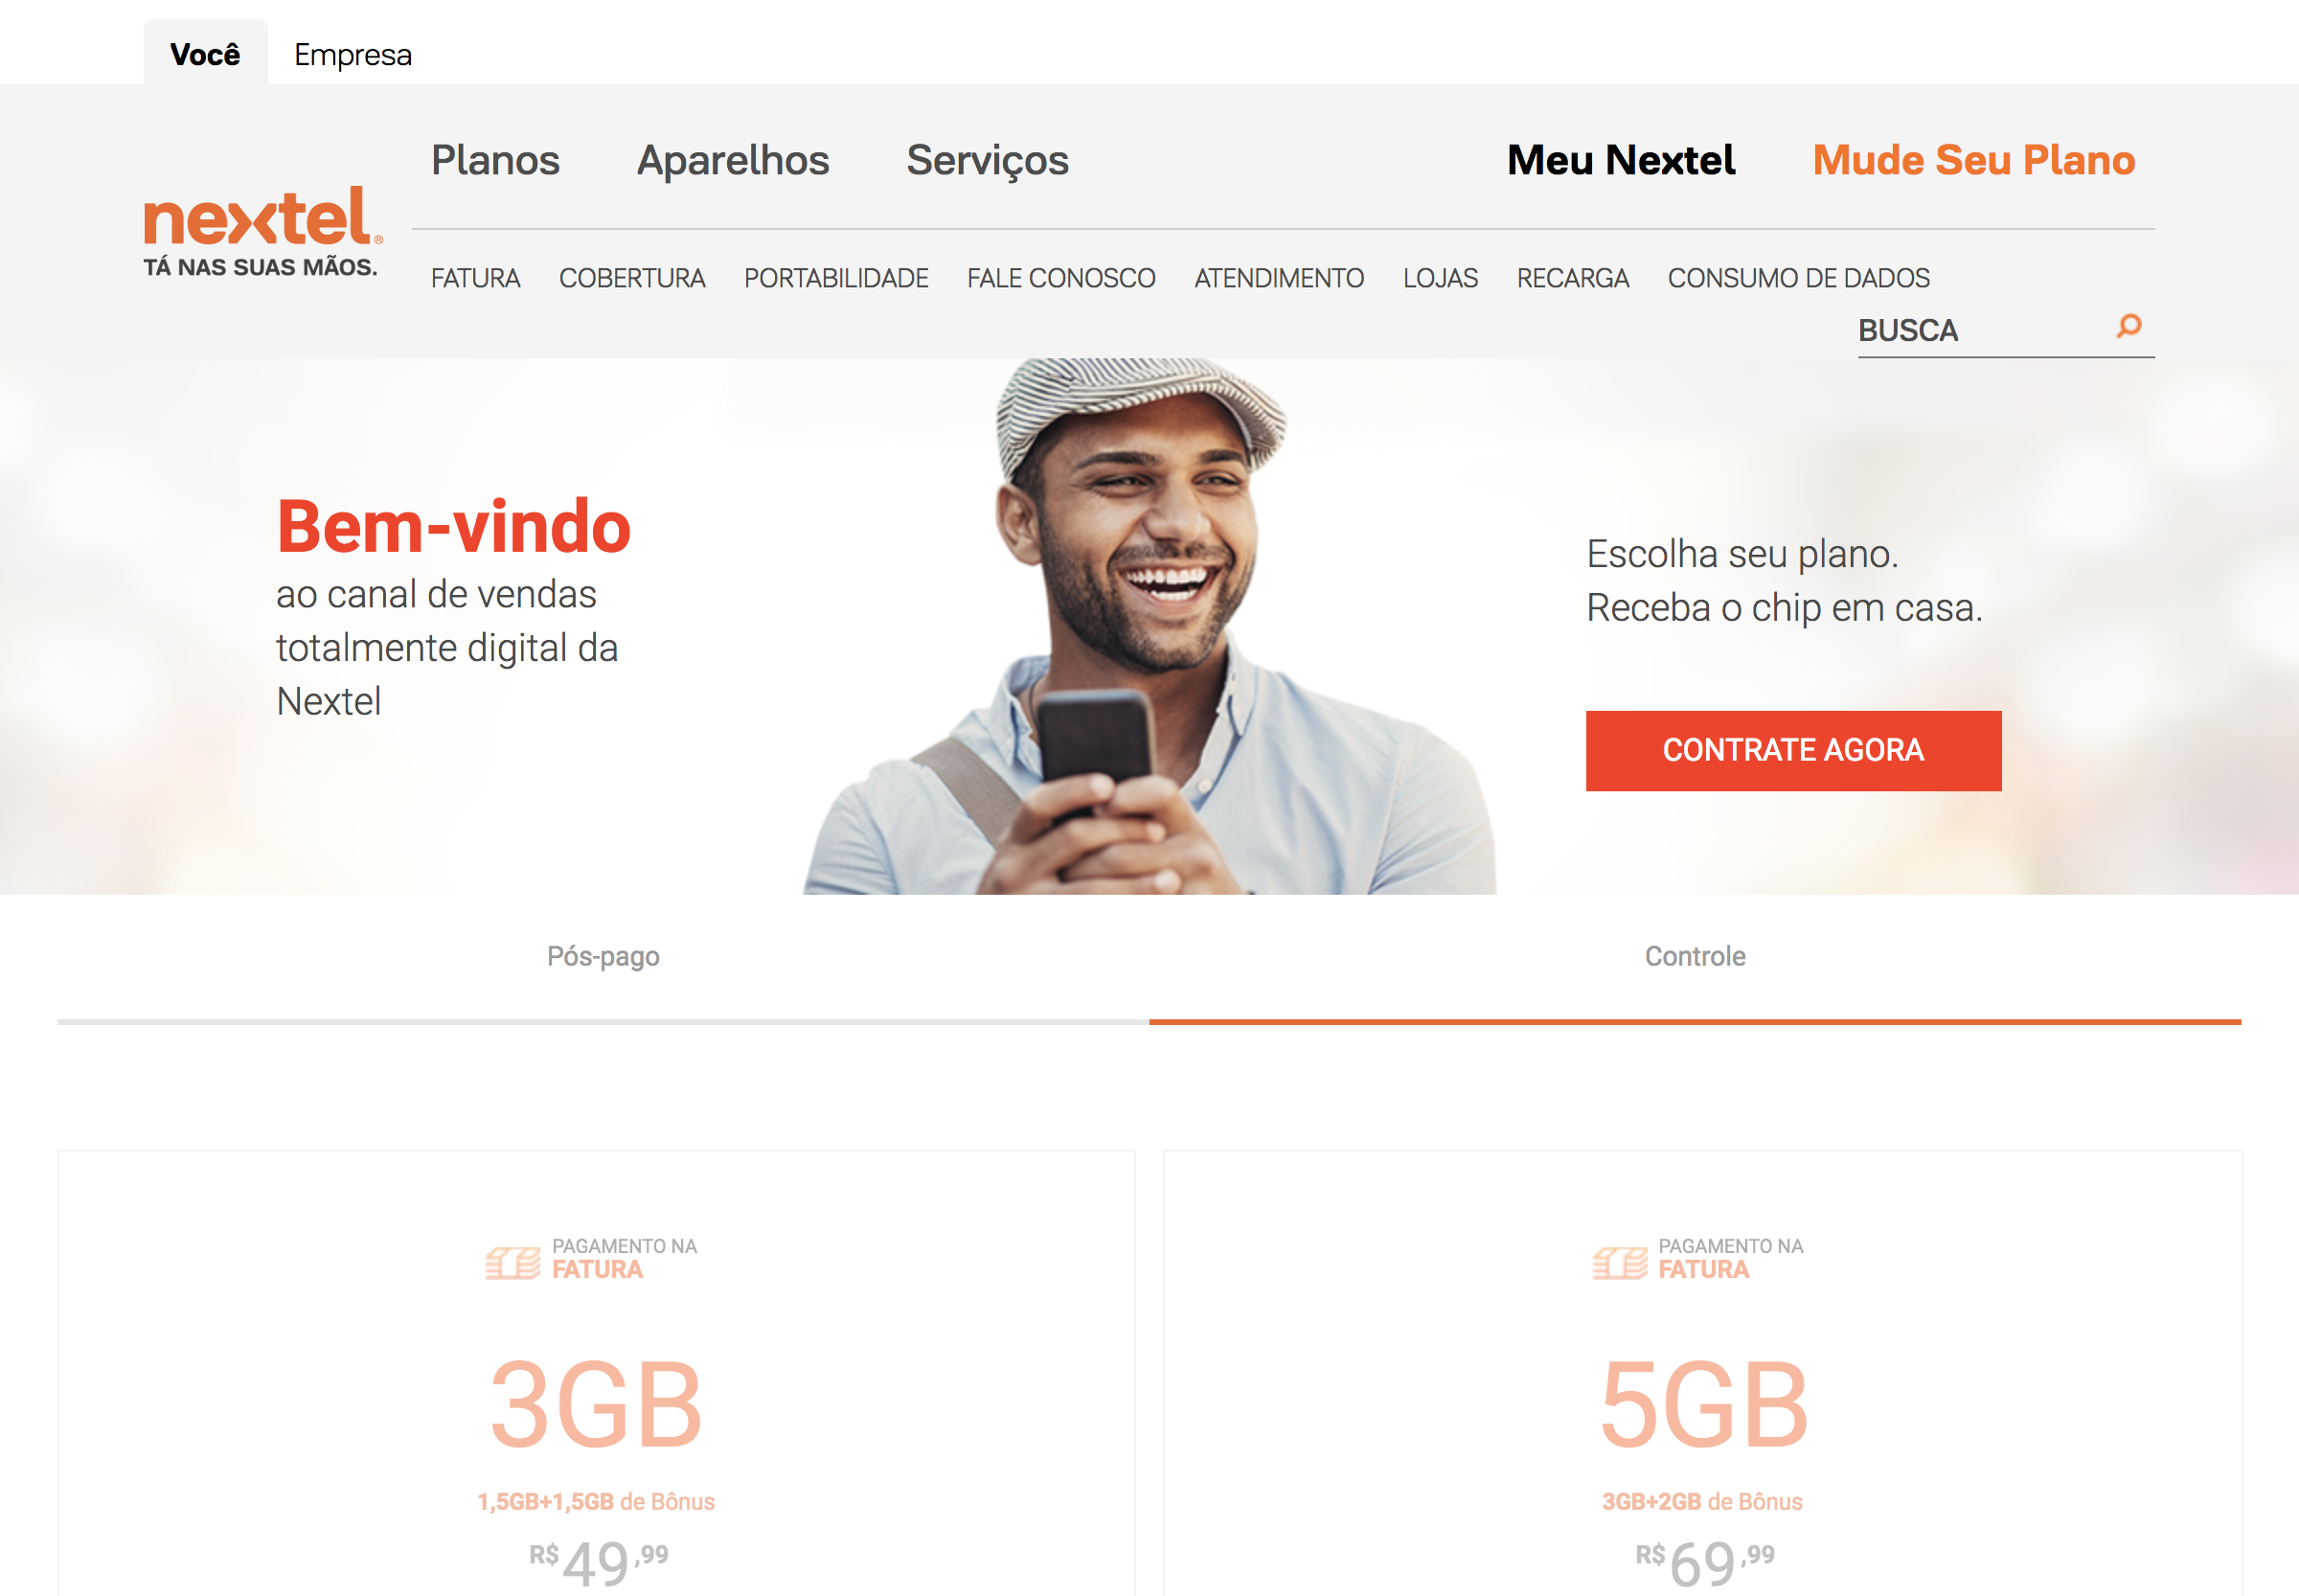 Você
Empresa
Planos
Aparelhos
Serviços
Meu Nextel
Mude Seu Plano
nextel®
TÁ NAS SUAS MÃOS.
FATURA
COBERTURA
PORTABILIDADE
FALE CONOSCO
ATENDIMENTO
LOJAS
RECARGA
CONSUMO DE DADOS
BUSCA
Bem-vindo
ao canal de vendas
totalmente digital da
Nextel
Escolha seu plano.
Receba o chip em casa.
CONTRATE AGORA
Pós-pago
Controle
PAGAMENTO NA
FATURA
3GB
1,5GB+1,5GB de Bônus
R$49,99
PAGAMENTO NA
FATURA
5GB
3GB+2GB de Bônus
R$69,99